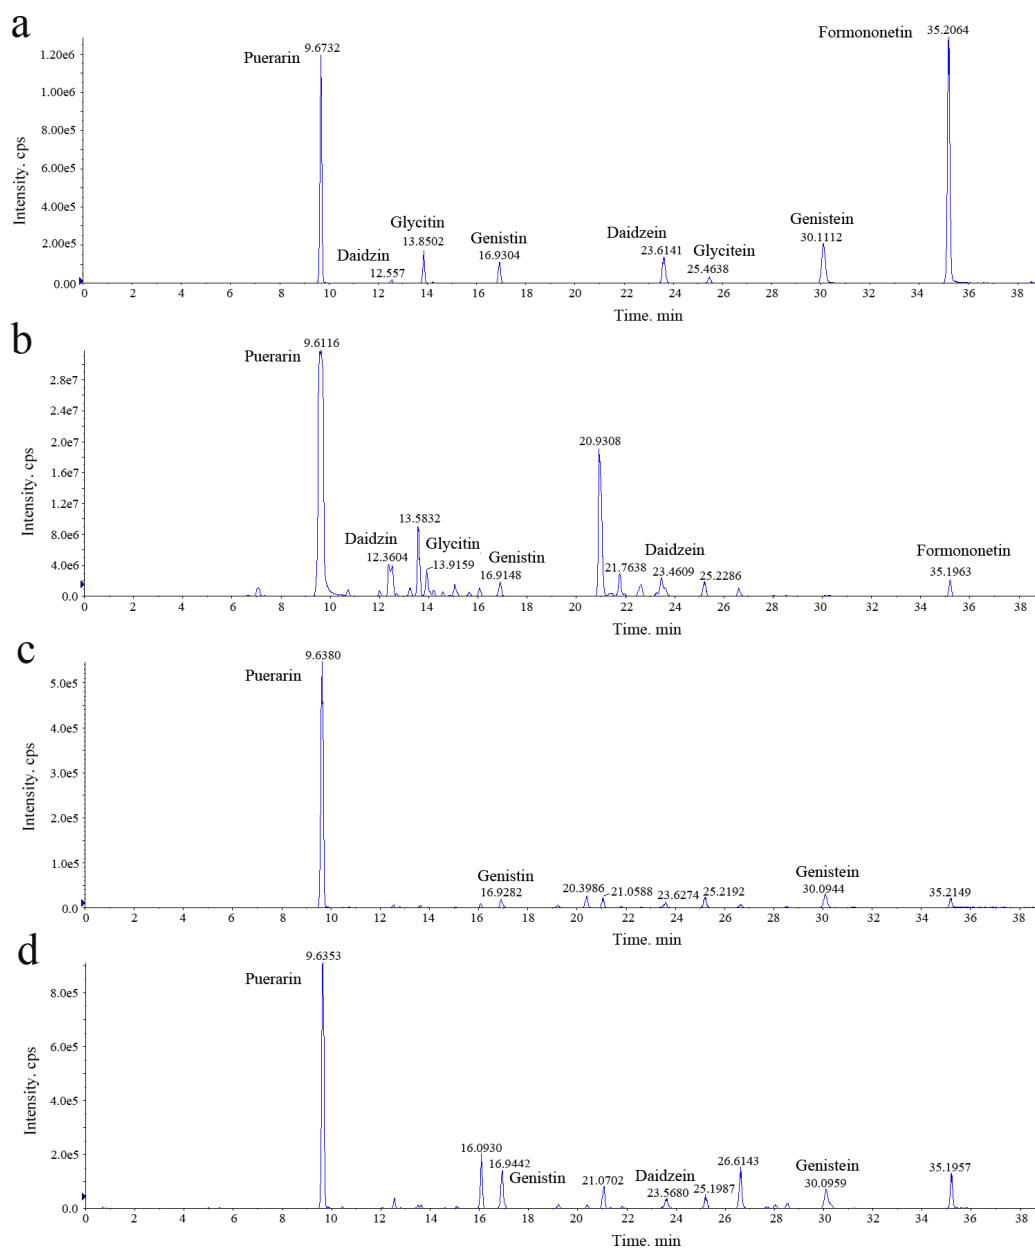 a
Formononetin 35.2064
Puerarin 9.6732
1.20e6
1.00e6
8.00e5
6.00e5
4.00e5
2.00e5
0.00
Intensity. cps
Glycitin
13.8502
Daidzin
12.557
Genistin
16.9304
Daidzein
23.6141
Glycitein
25.4638
Genistein
30.1112
0 2 4 6 8 10 12 14 16 18 20 22 24 26 28 30 32 34 36 38
Time. min
b
Puerarin 9.6116
2.8e7
2.4e7
2.0e7
1.6e7
1.2e7
8.0e6
4.0e6
0.0
Intensity. cps
20.9308
13.5832
Daidzin
12.3604
Glycitin
13.9159
Genistin
16.9148
21.7638
Daidzein
23.4609
25.2286
Formononetin
35.1963
0 2 4 6 8 10 12 14 16 18 20 22 24 26 28 30 32 34 36 38
Time. min
c
Puerarin 9.6380
5.0e5
4.0e5
3.0e5
2.0e5
1.0e5
0.0
Intensity. cps
Genistin
16.9282
20.3986
21.0588
23.6274
25.2192
Genistein
30.0944
35.2149
0 2 4 6 8 10 12 14 16 18 20 22 24 26 28 30 32 34 36 38
Time. min
d
Puerarin 9.6353
8.0e5
6.0e5
4.0e5
2.0e5
0.0
Intensity. cps
16.0930
16.9442
Genistin
21.0702
Daidzein
23.5680
25.1987
26.6143
Genistein
30.0959
35.1957
0 2 4 6 8 10 12 14 16 18 20 22 24 26 28 30 32 34 36 38
Time. min